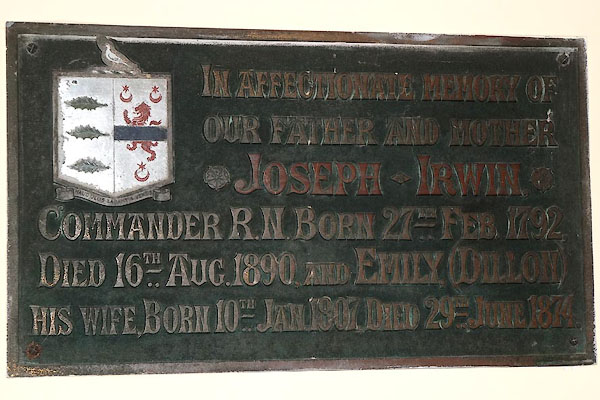 IN AFFECTIONATE MEMORY OF
OUR FATHER AND MOTHER
JOSEPH - IRWIN
COMMANDER R.N. BORN 27TH FEB. 1792
DIED 16TH AUG. 1890, AND EMILY (DILLON)
HIS WIFE, BORN 10TH JAN. 1807, DIED 29TH JUNE, 1874